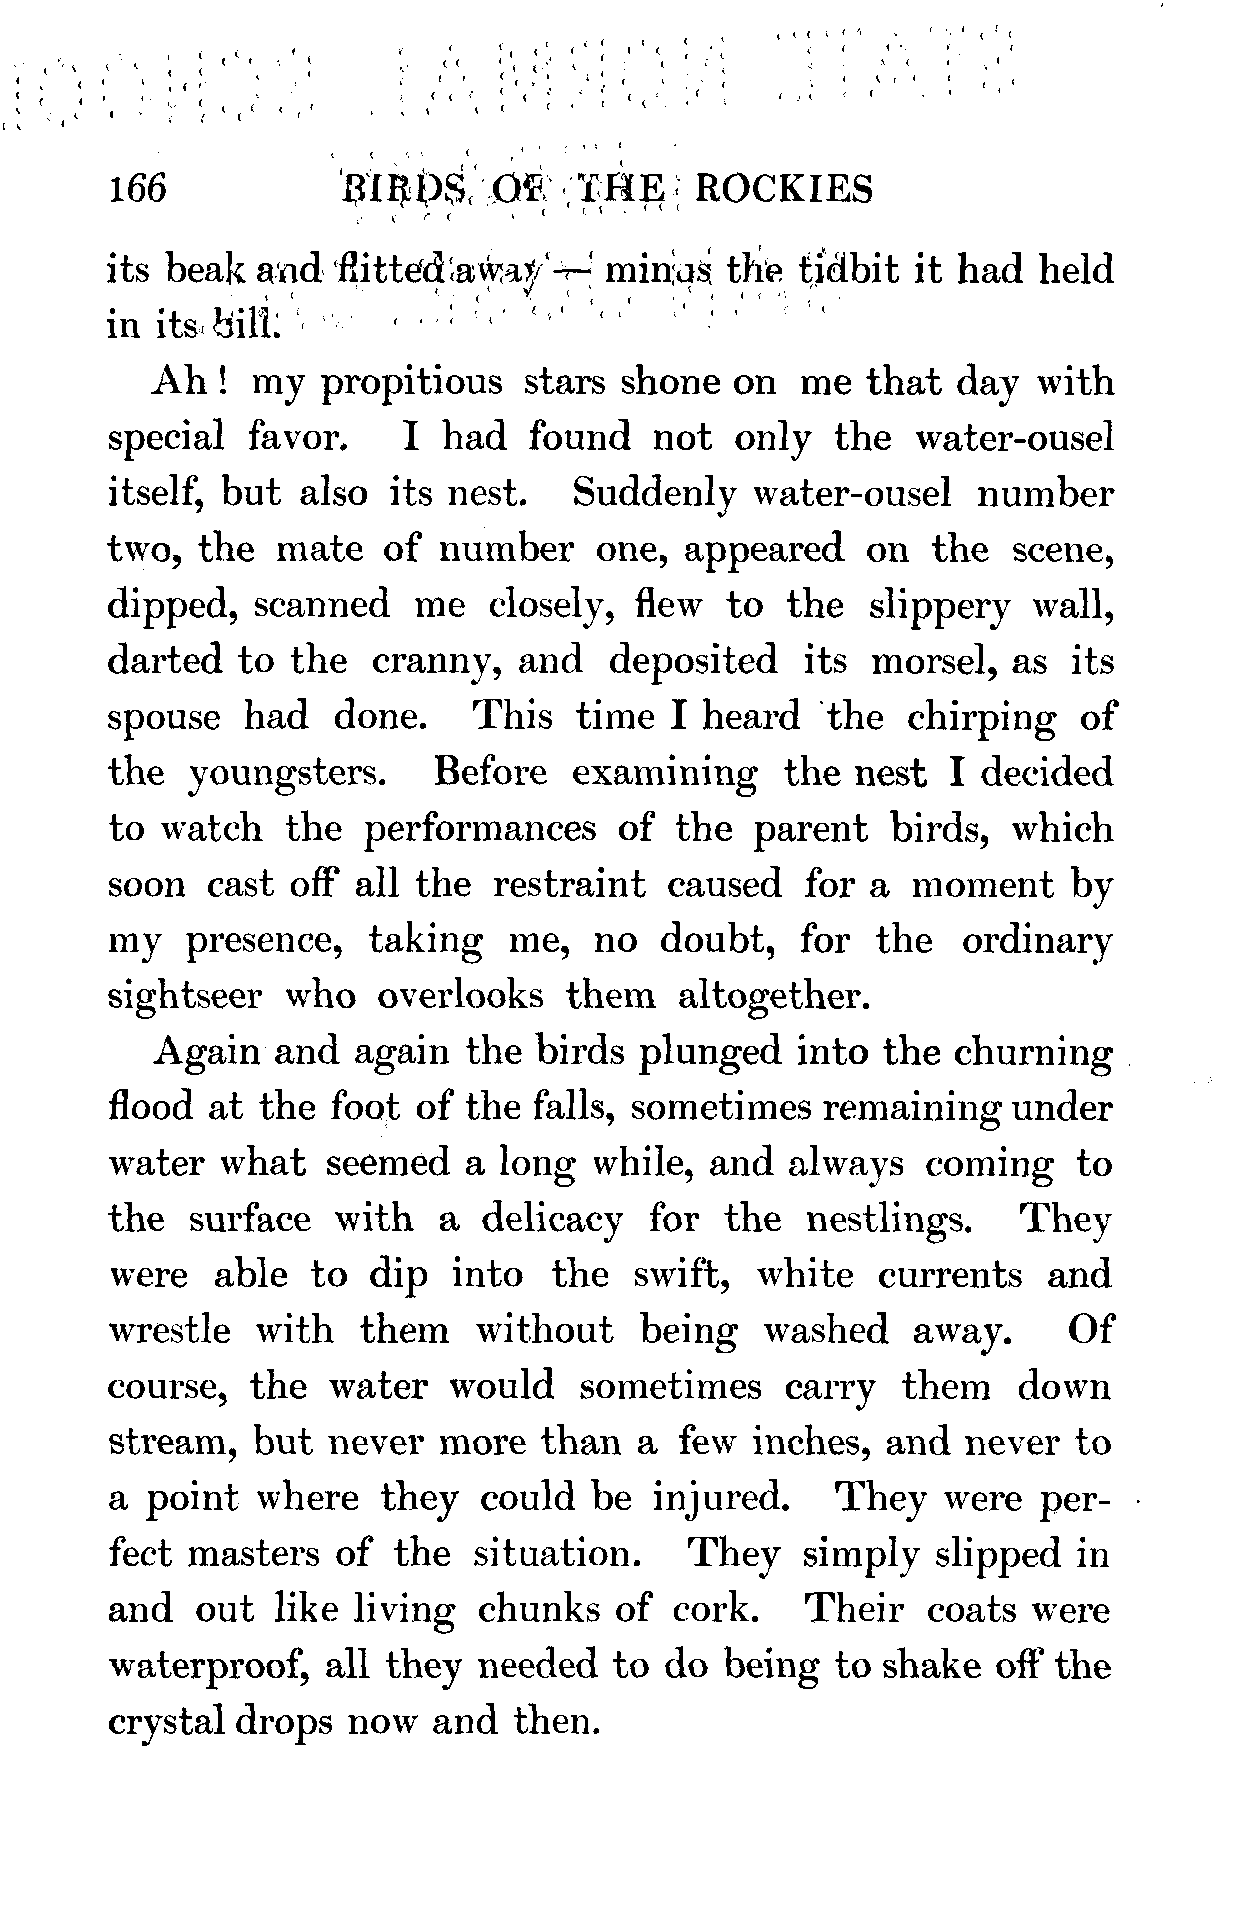 166 BIRDS OF THE ROCKIES
its beak and flitted away — minus the tidbit it had held
in its bill.
Ah! my propitious stars shone on me that day with
special favor. I had found not only the water-ousel
itself, but also its nest. Suddenly water-ousel number
two, the mate of number one, appeared on the scene,
dipped, scanned me closely, flew to the slippery wall,
darted to the cranny, and deposited its morsel, as its
spouse had done. This time I heard the chirping of
the youngsters. Before examining the nest I decided
to watch the performances of the parent birds, which
soon cast off all the restraint caused for a moment by
my presence, taking me, no doubt, for the ordinary
sightseer who overlooks them altogether.
Again and again the birds plunged into the churning
flood at the foot of the falls, sometimes remaining under
water what seemed a long while, and always coming to
the surface with a delicacy for the nestlings. They
were able to dip into the swift, white currents and
wrestle with them without being washed away. Of
course, the water would sometimes carry them down
stream, but never more than a few inches, and never to
a point where they could be injured. They were per-
fect masters of the situation. They simply slipped in
and out like living chunks of cork. Their coats were
waterproof, all they needed to do being to shake off the
crystal drops now and then.